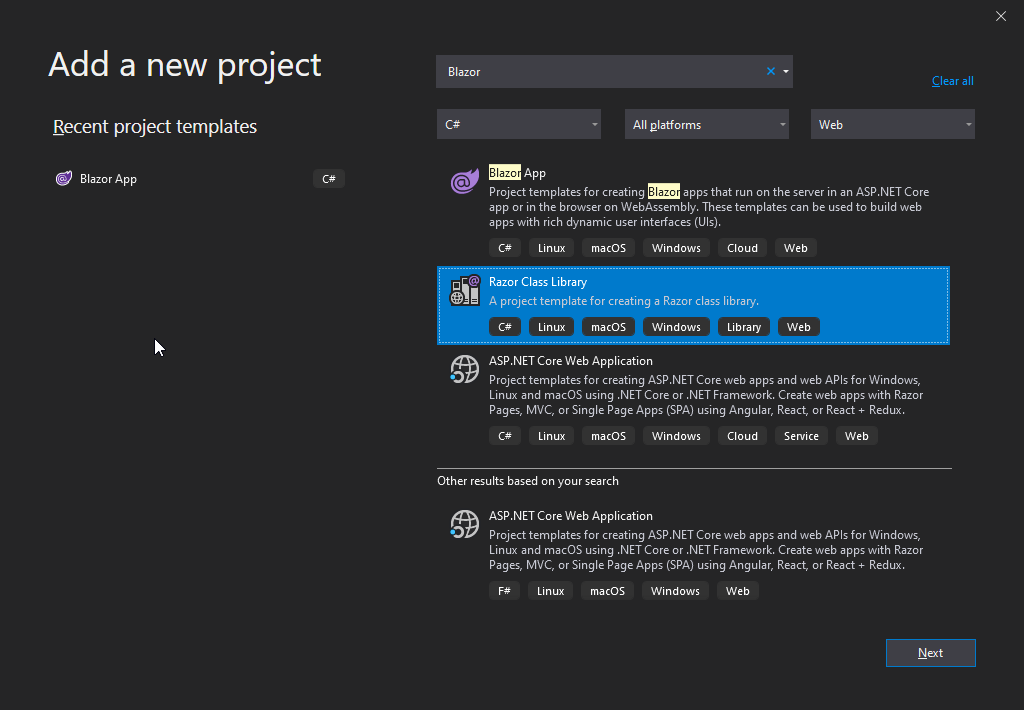 Add a new project
Recent project templates
Blazor App
C#
Blazor
Clear all
C#
All platforms
Web
Blazor App
Project templates for creating Blazor apps that run on the server in an ASP.NET Core
app or in the browser on WebAssembly. These templates can be used to build web
apps with rich dynamic user interfaces (UIs).
C# Linux macOS Windows Cloud Web
Razor Class Library
A project template for creating a Razor class library.
C# Linux macOS Windows Library Web
ASP.NET Core Web Application
Project templates for creating ASP.NET Core web apps and web APIs for Windows,
Linux and macOS using .NET Core or .NET Framework. Create web apps with Razor
Pages, MVC, or Single Page Apps (SPA) using Angular, React, or React + Redux.
C# Linux macOS Windows Cloud Service Web
Other results based on your search
ASP.NET Core Web Application
Project templates for creating ASP.NET Core web apps and web APIs for Windows,
Linux and macOS using .NET Core or .NET Framework. Create web apps with Razor
Pages, MVC, or Single Page Apps (SPA) using Angular, React, or React + Redux.
F# Linux macOS Windows Web
Next